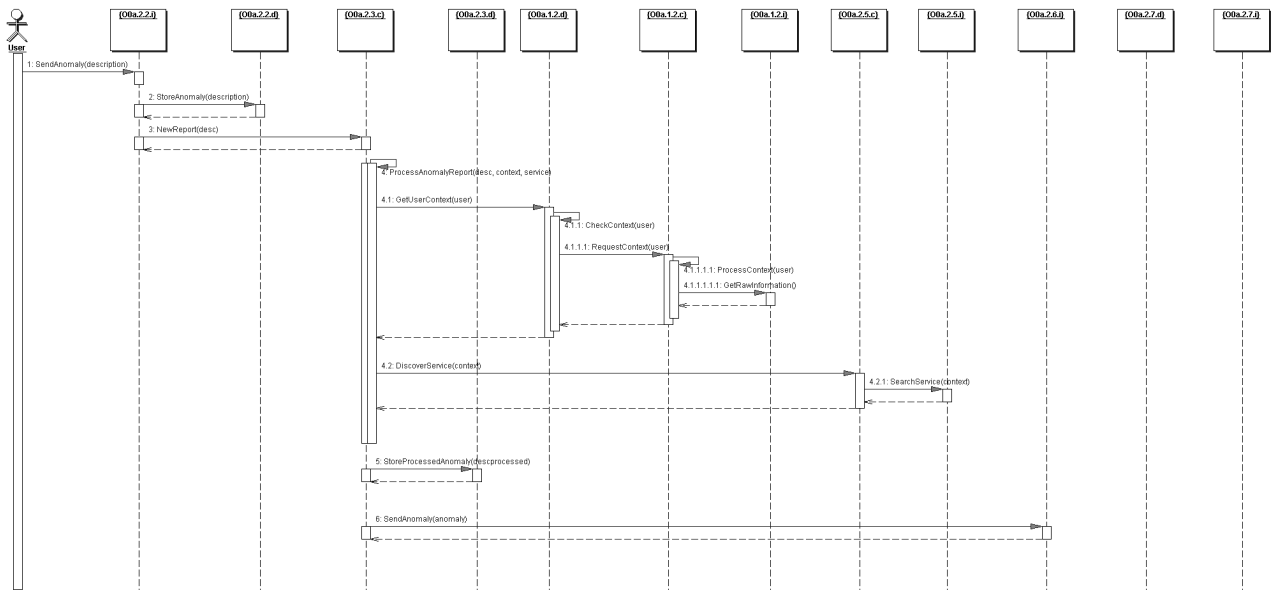 {O0a.2.2.i}
{O0a.2.2.d}
{O0a.2.3.c}
{O0a.2.3.d}
{O0a.1.2.d}
{O0a.1.2.c}
{O0a.1.2.i}
{O0a.2.5.c}
{O0a.2.5.i}
{O0a.2.6.i}
{O0a.2.7.d}
{O0a.2.7.i}
User
1: SendAnomaly(description)
2: StoreAnomaly(description)
3: NewReport(desc)
4: ProcessAnomalyReport(desc, context, service)
4.1: GetUserContext(user)
4.1.1: CheckContext(user)
4.1.1.1: RequestContext(user)
4.1.1.1.1: ProcessContext(user)
4.1.1.1.1.1: GetRawInformation()
4.2: DiscoverService(context)
4.2.1: SearchService(context)
5: StoreProcessedAnomaly(descprocessed)
6: SendAnomaly(anomaly)